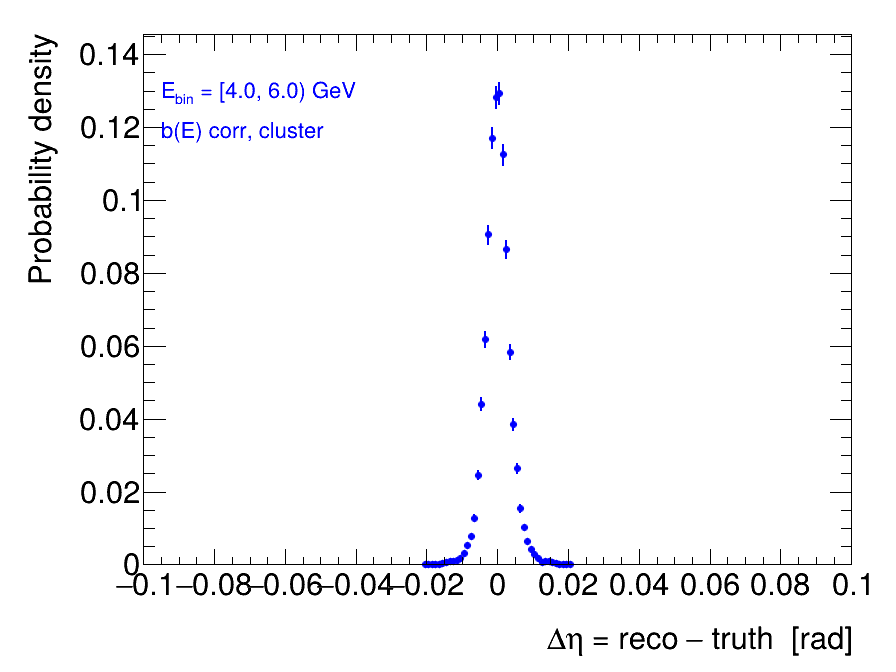 Probability density
0.14
0.12
0.1
0.08
0.06
0.04
0.02
0
E_bin = [4.0, 6.0) GeV
b(E) corr, cluster
−0.1 −0.08 −0.06 −0.04 −0.02 0 0.02 0.04 0.06 0.08 0.1
Δη = reco − truth [rad]